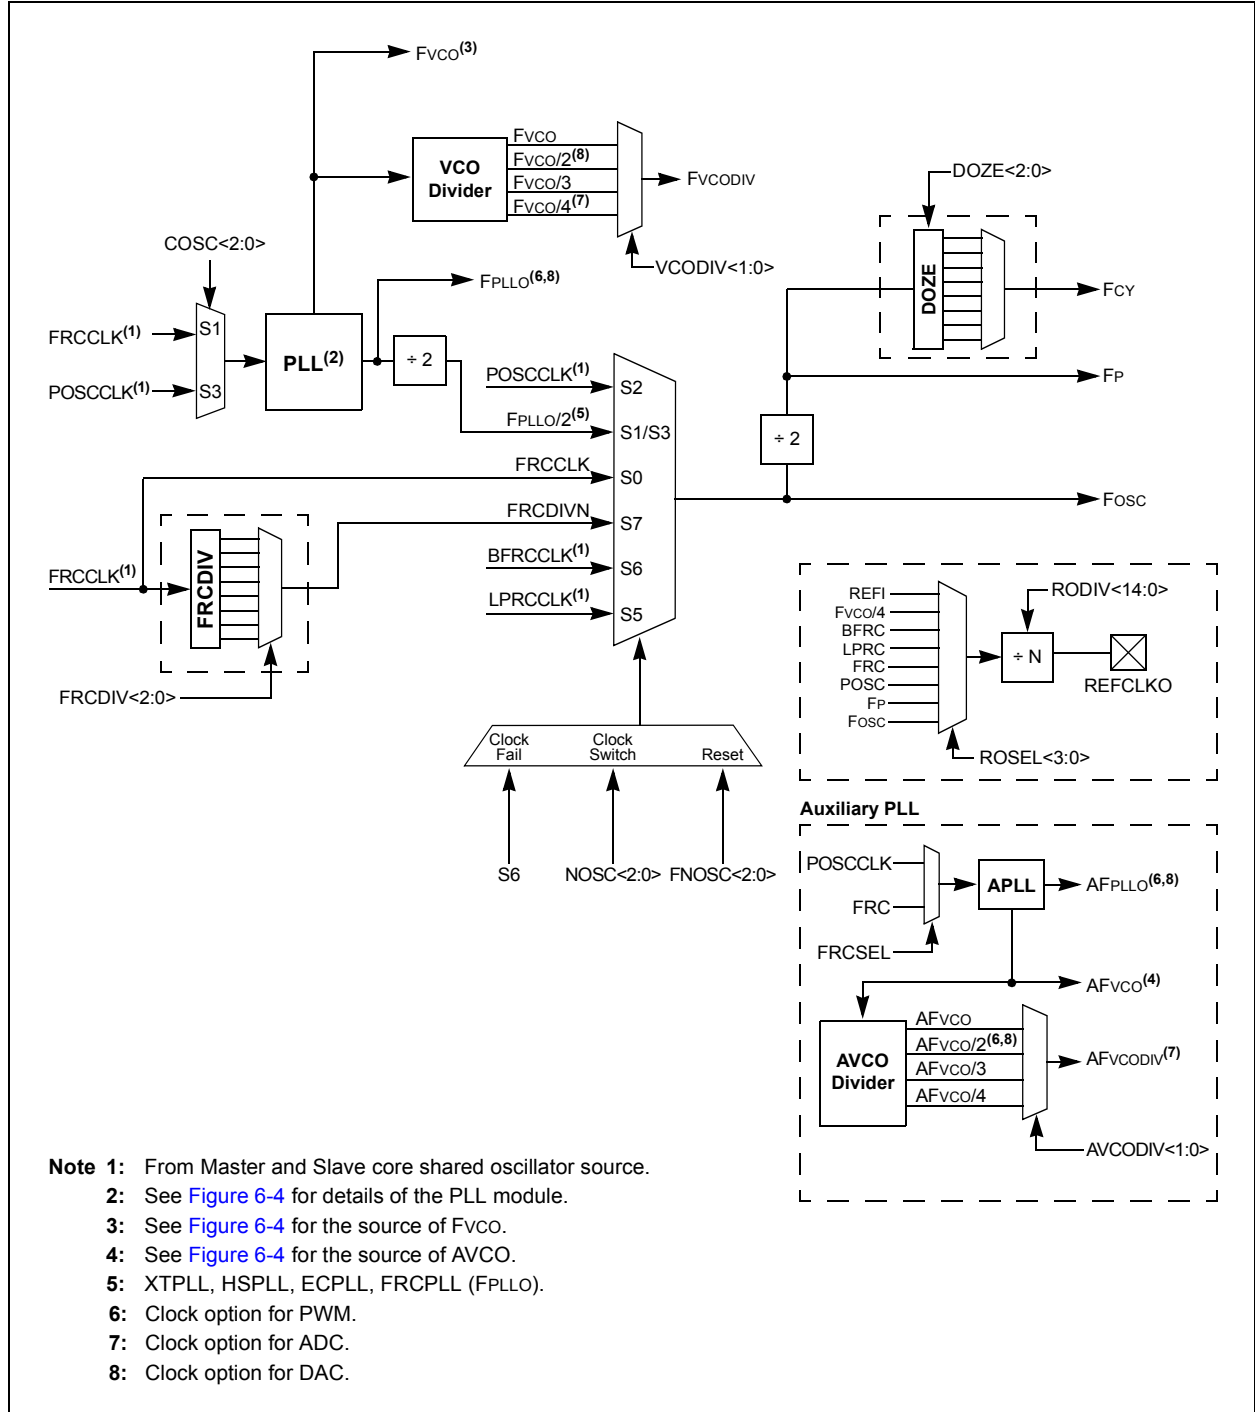 FVCO(3)
VCO
Divider
FVCO
FVCO/2(8)
FVCO/3
FVCO/4(7)
FVCODIV
VCODIV<1:0>
DOZE<2:0>
DOZE
FCY
COSC<2:0>
FPLLO(6,8)
FRCCLK(1)
S1
POSCCLK(1)
S3
PLL(2)
÷ 2
POSCCLK(1)
S2
FPLLO/2(5)
S1/S3
FRCCLK
S0
FRCDIVN
S7
BFRCCLK(1)
S6
LPRCCLK(1)
S5
FP
÷ 2
FOSC
FRCCLK(1)
FRCDIV
FRCDIV<2:0>
Clock
Fail
Clock
Switch
Reset
S6
NOSC<2:0>
FNOSC<2:0>
REFI
FVCO/4
BFRC
LPRC
FRC
POSC
FP
FOSC
RODIV<14:0>
÷ N
REFCLKO
ROSEL<3:0>
Auxiliary PLL
POSCCLK
FRC
FRCSEL
APLL
AFPLLO(6,8)
AFVCO(4)
AVCO
Divider
AFVCO
AFVCO/2(6,8)
AFVCO/3
AFVCO/4
AFVCODIV(7)
AVCODIV<1:0>
Note 1: From Master and Slave core shared oscillator source.
2: See Figure 6-4 for details of the PLL module.
3: See Figure 6-4 for the source of FVCO.
4: See Figure 6-4 for the source of AVCO.
5: XTPLL, HSPLL, ECPLL, FRCPLL (FPLLO).
6: Clock option for PWM.
7: Clock option for ADC.
8: Clock option for DAC.